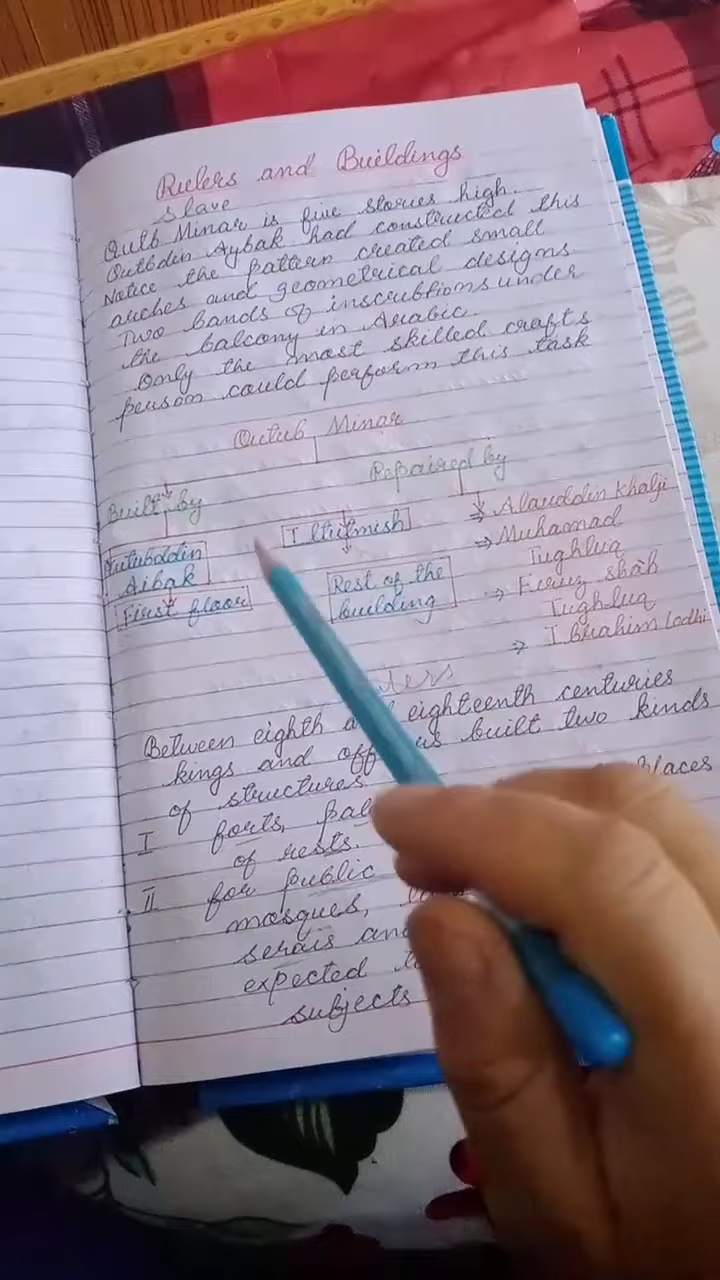 Rulers and Buildings
Slave
Qutb Minar is five stories high.
Qutbdin Aybak had constructed this
Notice the pattern created small
arches and geometrical designs
Two bands of inscrubtions under
the balcony in Arabic.
Only the most skilled crafts
person could perform this task
Qutub Minar
Built by
Repaired by
Qutubddin
Aibak
First floor
Iltutmish
Rest of the
building
Alauddin Khalji
Muhamad
Tughluq
Firuz shah
Tughluq
Ibrahim Lodhi
Between eighth eighteenth centuries
kings and built two kinds
of structures
I forts,
of rests.
II for public
mosques,
serais and
expected
subjects